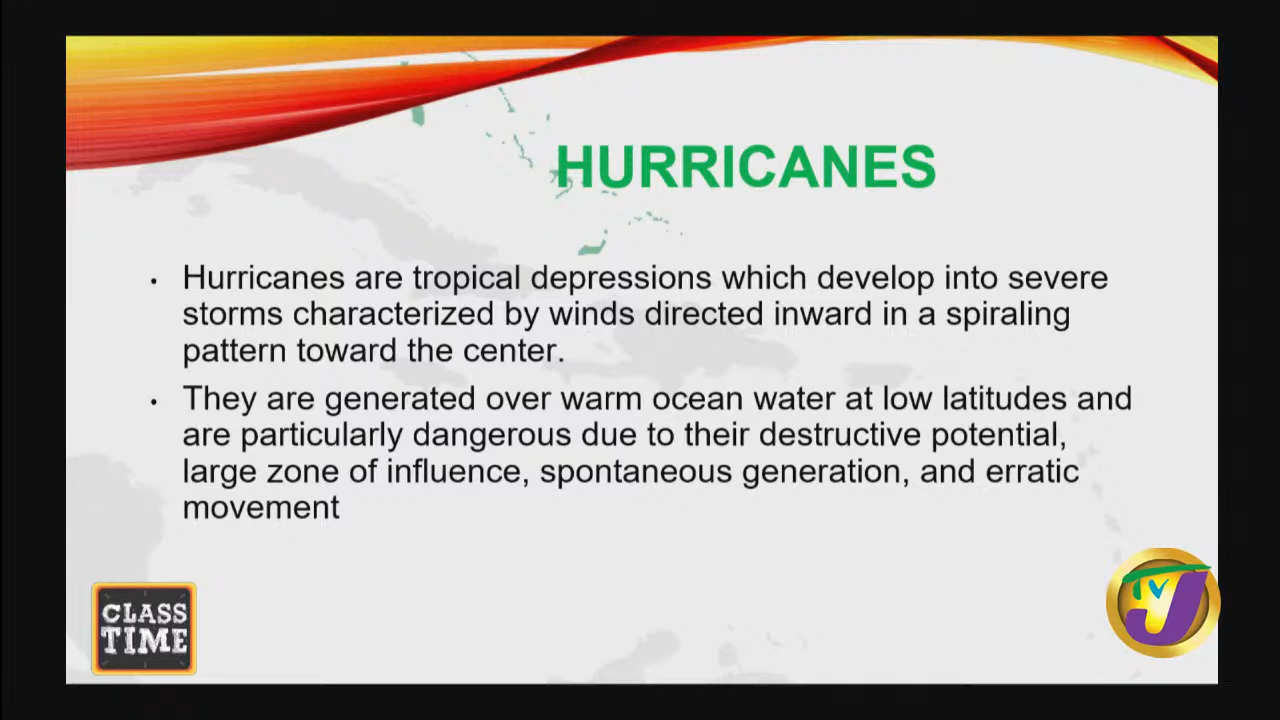 HURRICANES
• Hurricanes are tropical depressions which develop into severe
storms characterized by winds directed inward in a spiraling
pattern toward the center.
• They are generated over warm ocean water at low latitudes and
are particularly dangerous due to their destructive potential,
large zone of influence, spontaneous generation, and erratic
movement
CLASS
TIME
TVJ